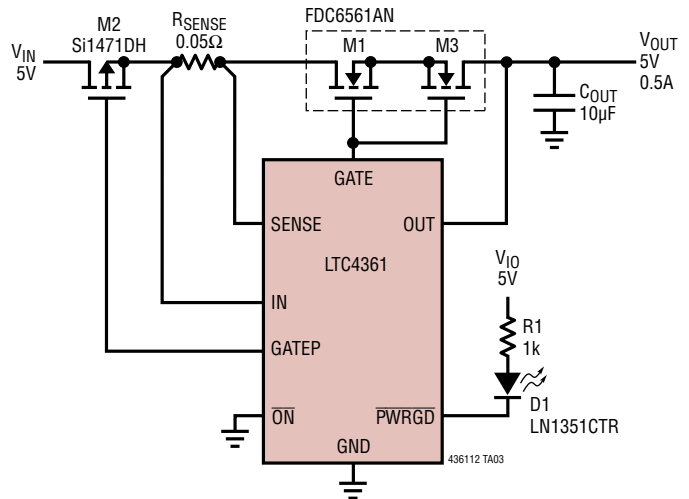 FDC6561AN
M2
Si1471DH
RSENSE
0.05Ω
M1
M3
VIN
5V
VOUT
5V
0.5A
COUT
10µF
GATE
SENSE
OUT
LTC4361
VIO
5V
IN
R1
1k
GATEP
D1
LN1351CTR
ON
PWRGD
GND
436112 TA03